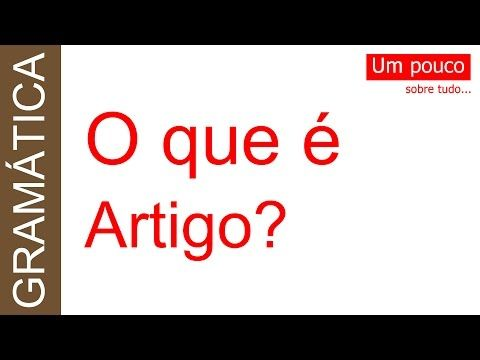 GRAMÁTICA
Um pouco
sobre tudo...
O que é
Artigo?